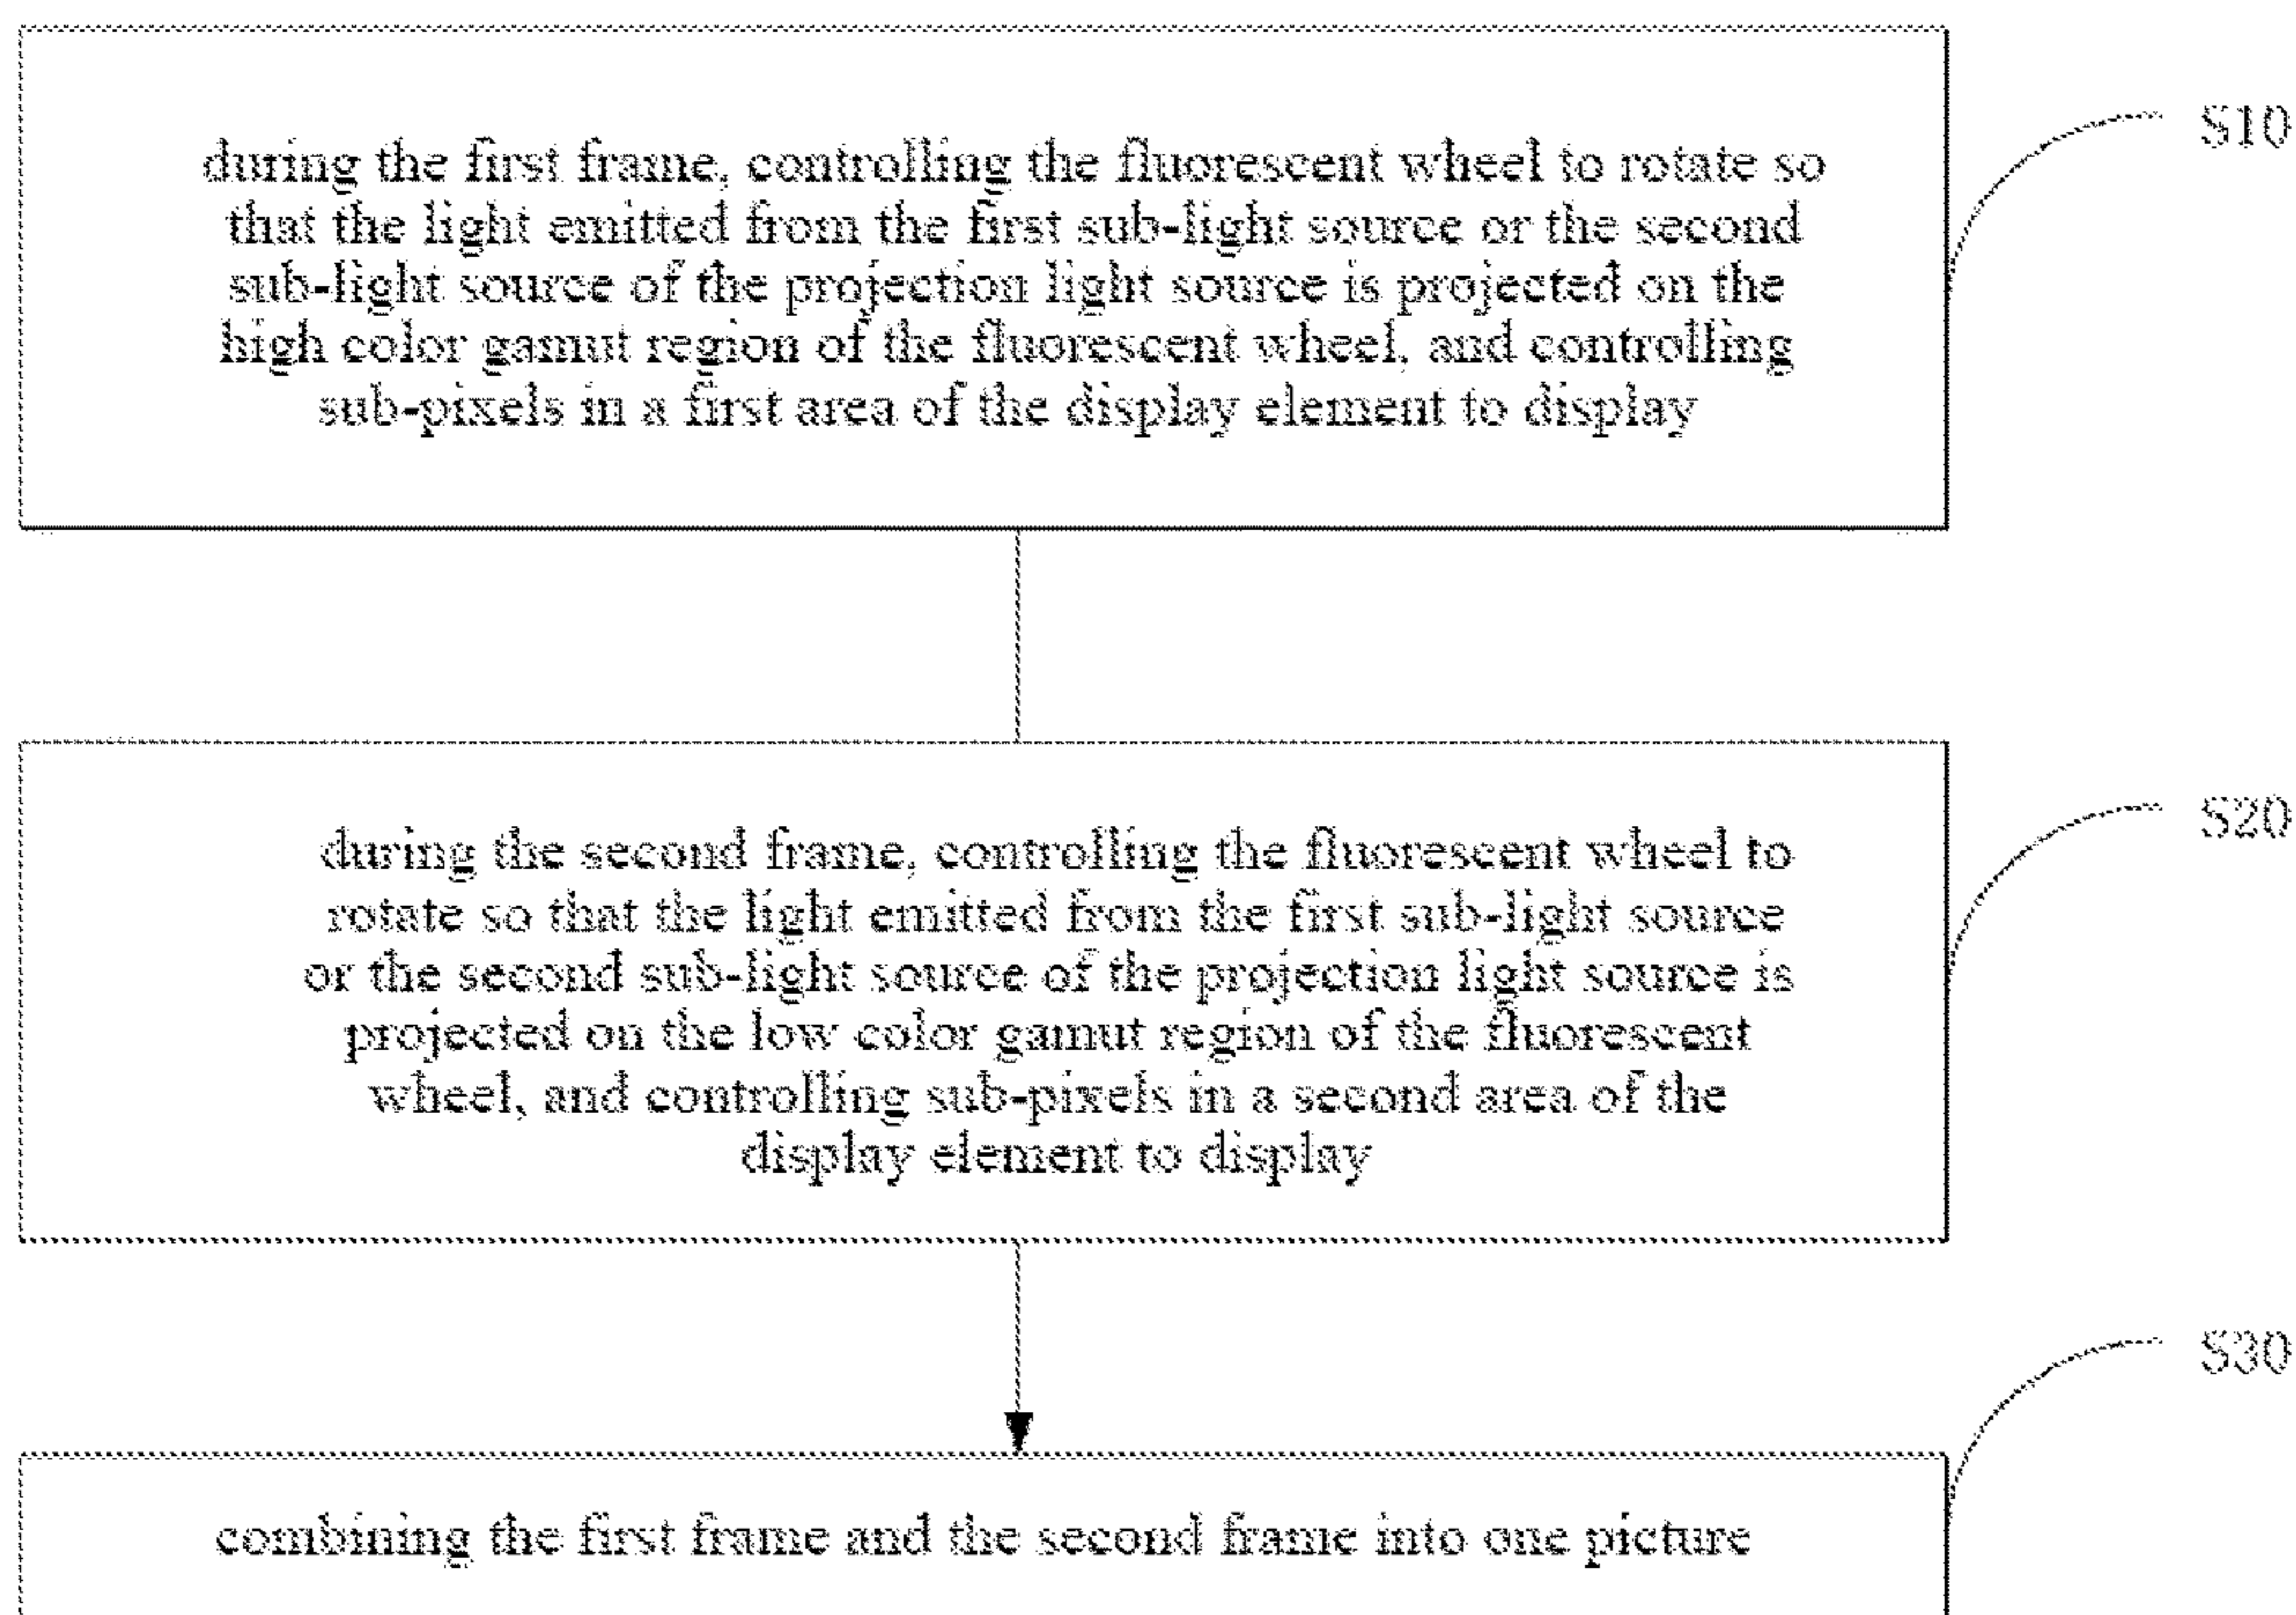 during the first frame, controlling the fluorescent wheel to rotate so
that the light emitted from the first sub-light source or the second
sub-light source of the projection light source is projected on the
high color gamut region of the fluorescent wheel, and controlling
sub-pixels in a first area of the display element to display
S10
during the second frame, controlling the fluorescent wheel to
rotate so that the light emitted from the first sub-light source
or the second sub-light source of the projection light source is
projected on the low color gamut region of the fluorescent
wheel, and controlling sub-pixels in a second area of the
display element to display
S20
combining the first frame and the second frame into one picture
S30